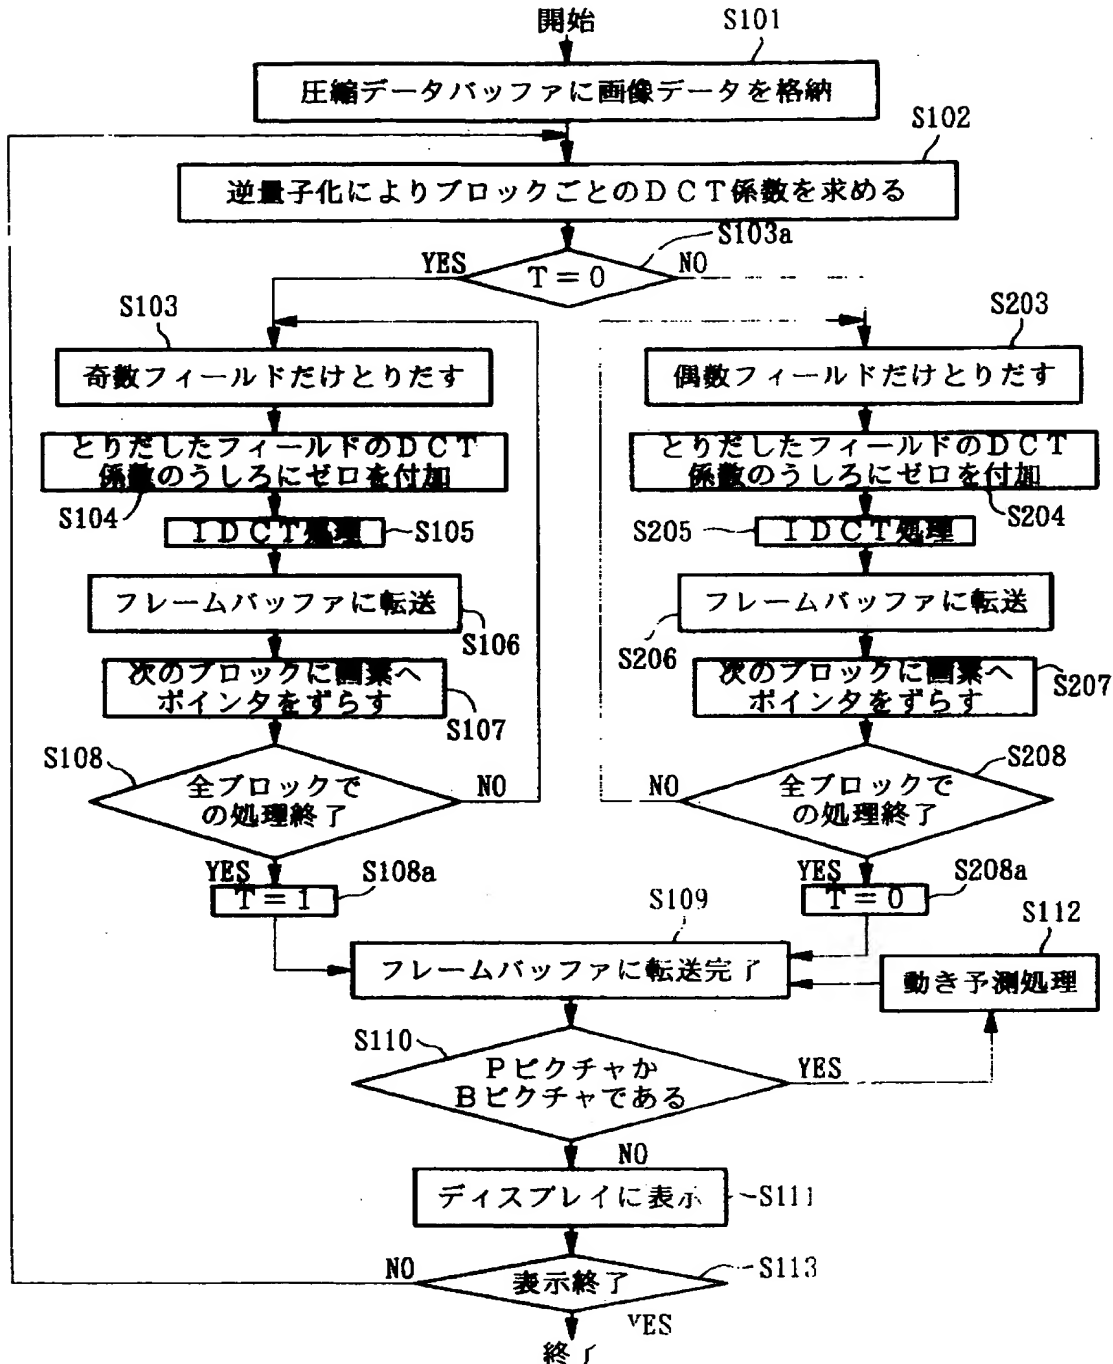 開始
S101
圧縮データバッファに画像データを格納
S102
逆量子化によりブロックごとのDCT係数を求める
S103a
YES
T=0
NO
S103
奇数フィールドだけとりだす
とりだしたフィールドのDCT
係数のうしろにゼロを付加
S104
IDCT処理
S105
フレームバッファに転送
S106
次のブロックに画素へ
ポインタをずらす
S107
S108
全ブロックで
の処理終了
NO
YES
T=1
S108a
S203
偶数フィールドだけとりだす
とりだしたフィールドのDCT
係数のうしろにゼロを付加
S204
S205
IDCT処理
フレームバッファに転送
S206
次のブロックに画素へ
ポインタをずらす
S207
S208
全ブロックで
の処理終了
NO
YES
T=0
S208a
S109
フレームバッファに転送完了
S112
動き予測処理
S110
Pピクチャか
Bピクチャである
YES
NO
ディスプレイに表示
S111
表示終了
S113
NO
YES
終了